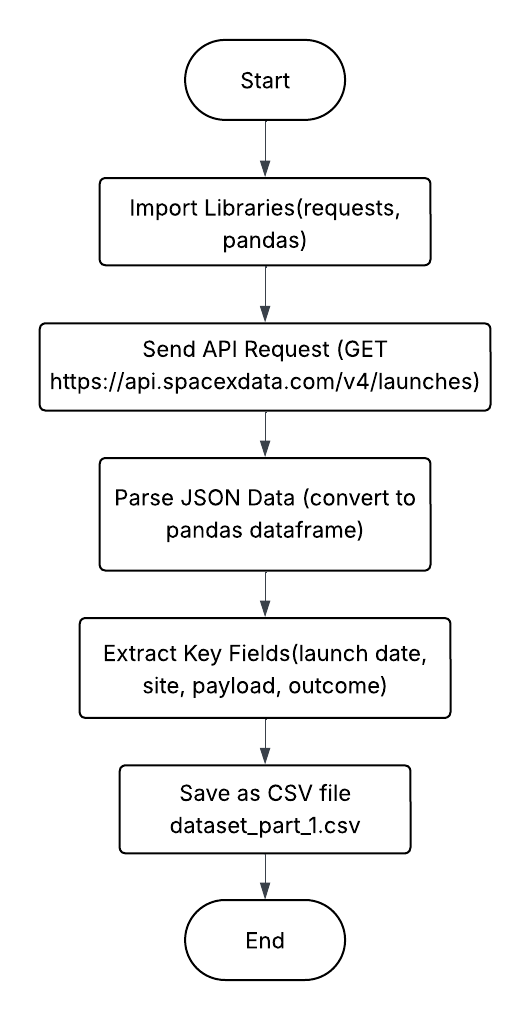 Start
Import Libraries(requests,
pandas)
Send API Request (GET
https://api.spacexdata.com/v4/launches)
Parse JSON Data (convert to
pandas dataframe)
Extract Key Fields(launch date,
site, payload, outcome)
Save as CSV file
dataset_part_1.csv
End